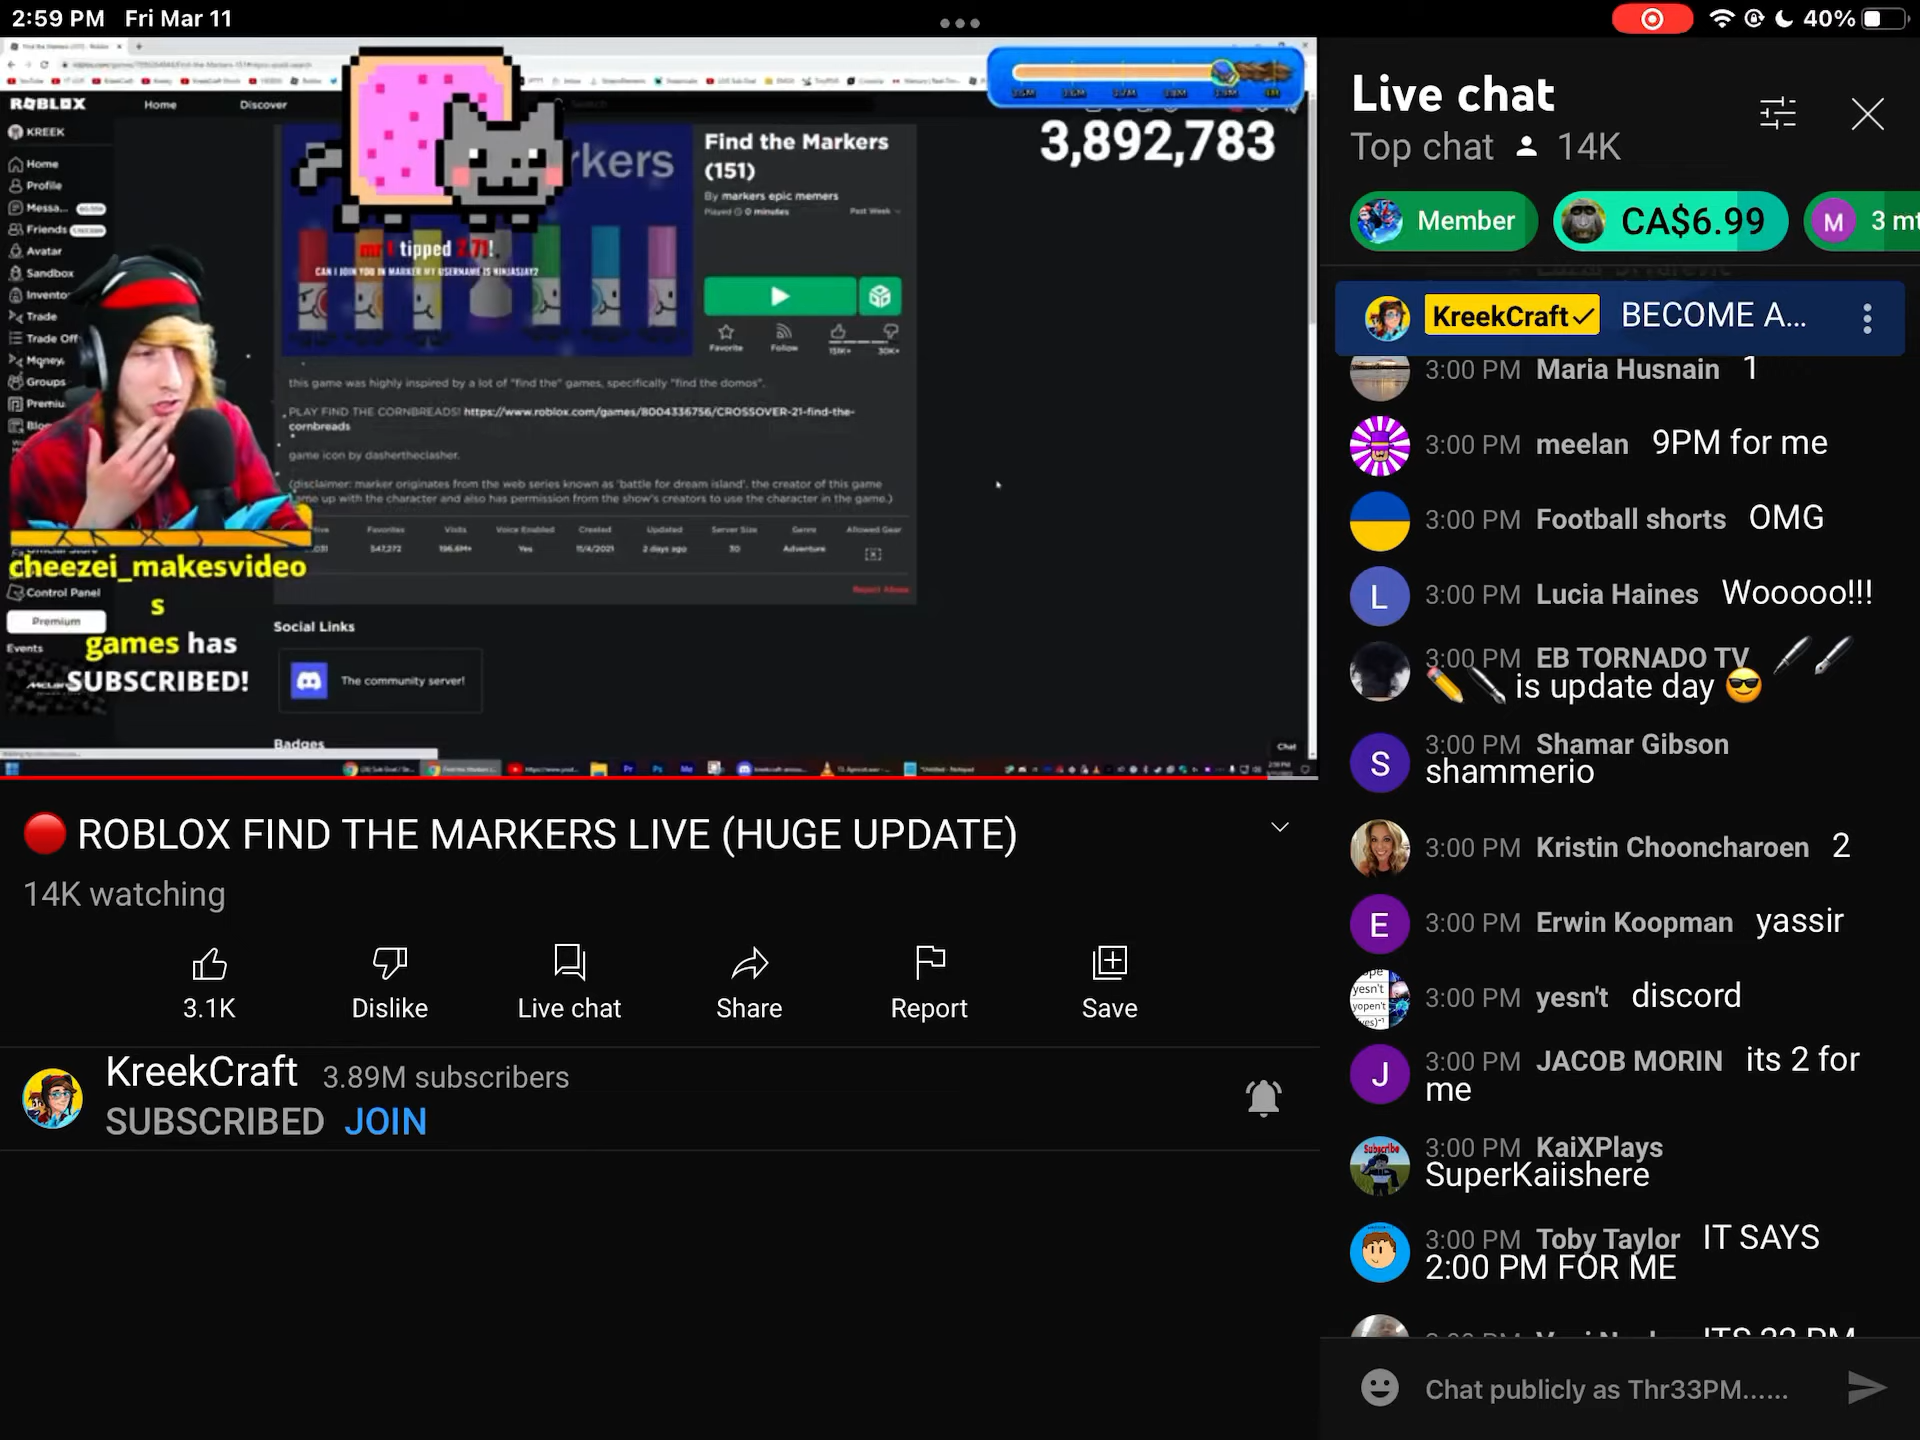 2:59 PM Fri Mar 11
40%
ROBLOX
Home
Discover
KREEK
Home
Profile
Messa...
Friends
Avatar
Sandbox
Invento
Trade
Trade Off
Money
Groups
Premiu
rkers
mr
tipped 2.71!
CAN I JOIN YOU IN MARKER MY USERNAME IS NINJASJAY?
Find the Markers
(151)
By markers epic memers
Played 0 minutes
Past Week
Favorite
Follow
151K+
30K+
3,892,783
this game was highly inspired by a lot of "find the" games, specifically "find the domos".
PLAY FIND THE CORNBREADS! https://www.roblox.com/games/8004336756/CROSSOVER-21-find-the-
cornbreads
game icon by dashertheclasher.
(disclaimer: marker originates from the web series known as 'battle for dream island'. the creator of this game
came up with the character and also has permission from the show's creators to use the character in the game.)
Favorites
Visits
Voice Enabled
Created
Updated
Server Size
Genre
Allowed Gear
547,272
196.6M+
Yes
11/4/2021
2 days ago
30
Adventure
Report Abuse
cheezei_makesvideo
s
games has
SUBSCRIBED!
Control Panel
Premium
Events
Social Links
The community server!
Badges
Chat
ROBLOX FIND THE MARKERS LIVE (HUGE UPDATE)
14K watching
3.1K
Dislike
Live chat
Share
Report
Save
KreekCraft 3.89M subscribers
SUBSCRIBED JOIN
Live chat
Top chat 14K
Member
CA$6.99
M 3 mt
KreekCraft BECOME A...
3:00 PM Maria Husnain 1
3:00 PM meelan 9PM for me
3:00 PM Football shorts OMG
L 3:00 PM Lucia Haines Wooooo!!!
3:00 PM EB TORNADO TV 🖋🖋
✏🖋 is update day 😎
S 3:00 PM Shamar Gibson
shammerio
3:00 PM Kristin Chooncharoen 2
E 3:00 PM Erwin Koopman yassir
3:00 PM yesn't discord
J 3:00 PM JACOB MORIN its 2 for
me
3:00 PM KaiXPlays
SuperKaiishere
3:00 PM Toby Taylor IT SAYS
2:00 PM FOR ME
Chat publicly as Thr33PM......